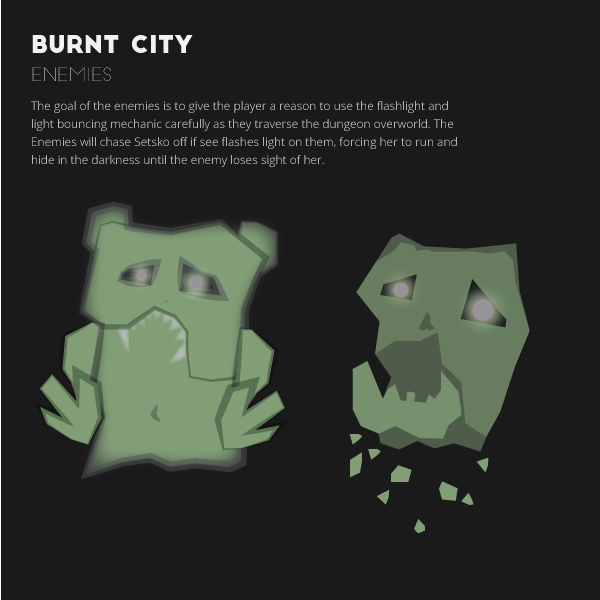 BURNT CITY
ENEMIES
The goal of the enemies is to give the player a reason to use the flashlight and
light bouncing mechanic carefully as they traverse the dungeon overworld. The
Enemies will chase Setsko off if see flashes light on them, forcing her to run and
hide in the darkness until the enemy loses sight of her.